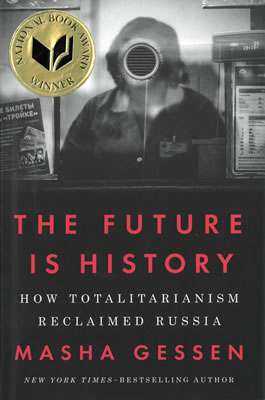 NATIONAL BOOK AWARD
WINNER
БИЛЕТЫ
"ТРОЙКЕ"
THE FUTURE
IS HISTORY
HOW TOTALITARIANISM
RECLAIMED RUSSIA
MASHA GESSEN
NEW YORK TIMES–BESTSELLING AUTHOR